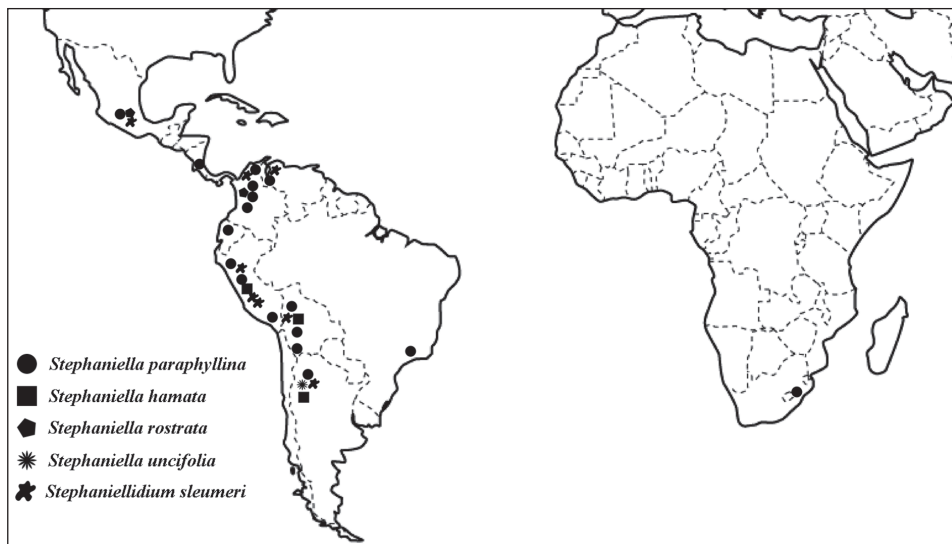 Stephaniella paraphyllina
Stephaniella hamata
Stephaniella rostrata
Stephaniella uncifolia
Stephaniellidium sleumeri